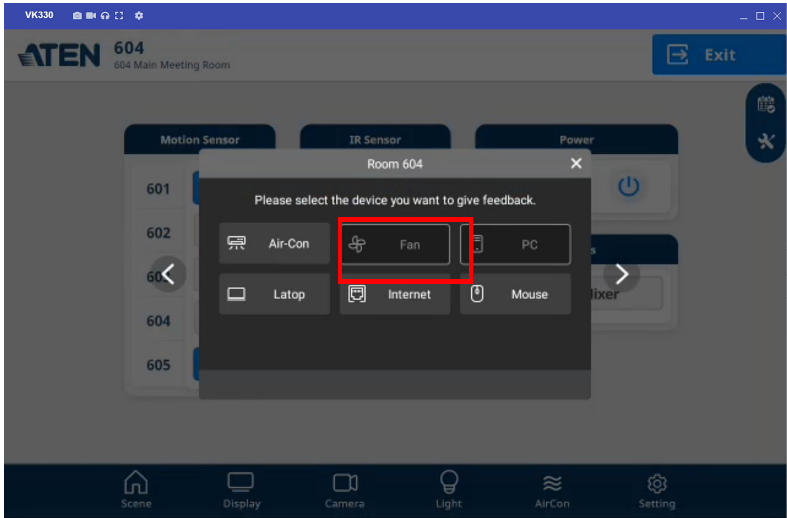 VK330
ATEN
604
604 Main Meeting Room
Exit
Motion Sensor
IR Sensor
Power
Room 604
Please select the device you want to give feedback.
601
602
604
605
Air-Con
Fan
PC
Latop
Internet
Mouse
Scene
Display
Camera
Light
AirCon
Setting